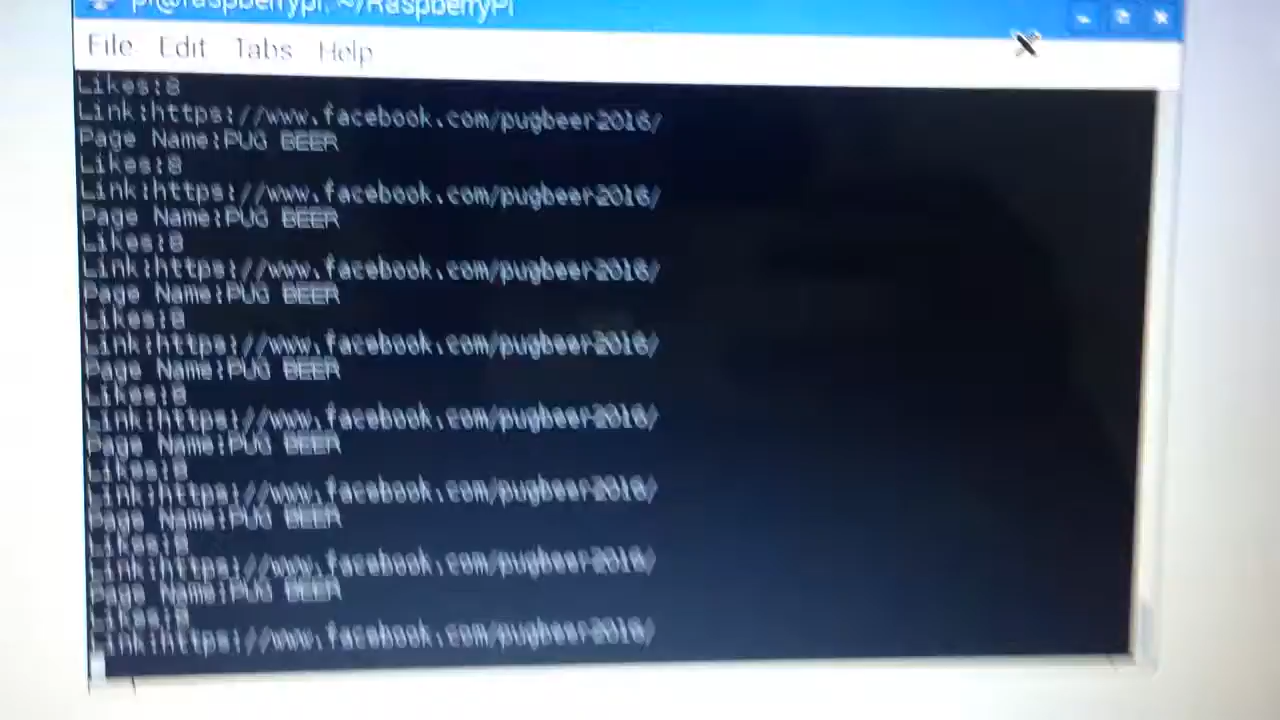 pi@raspberrypi: ~/RaspberryPi
File Edit Tabs Help
Likes:8
Link:https://www.facebook.com/pugbeer2016/
Page Name:PUG BEER
Likes:8
Link:https://www.facebook.com/pugbeer2016/
Page Name:PUG BEER
Likes:8
Link:https://www.facebook.com/pugbeer2016/
Page Name:PUG BEER
Likes:8
Link:https://www.facebook.com/pugbeer2016/
Page Name:PUG BEER
Likes:8
Link:https://www.facebook.com/pugbeer2016/
Page Name:PUG BEER
Likes:8
Link:https://www.facebook.com/pugbeer2016/
Page Name:PUG BEER
Likes:8
Link:https://www.facebook.com/pugbeer2016/
Page Name:PUG BEER
Likes:8
Link:https://www.facebook.com/pugbeer2016/